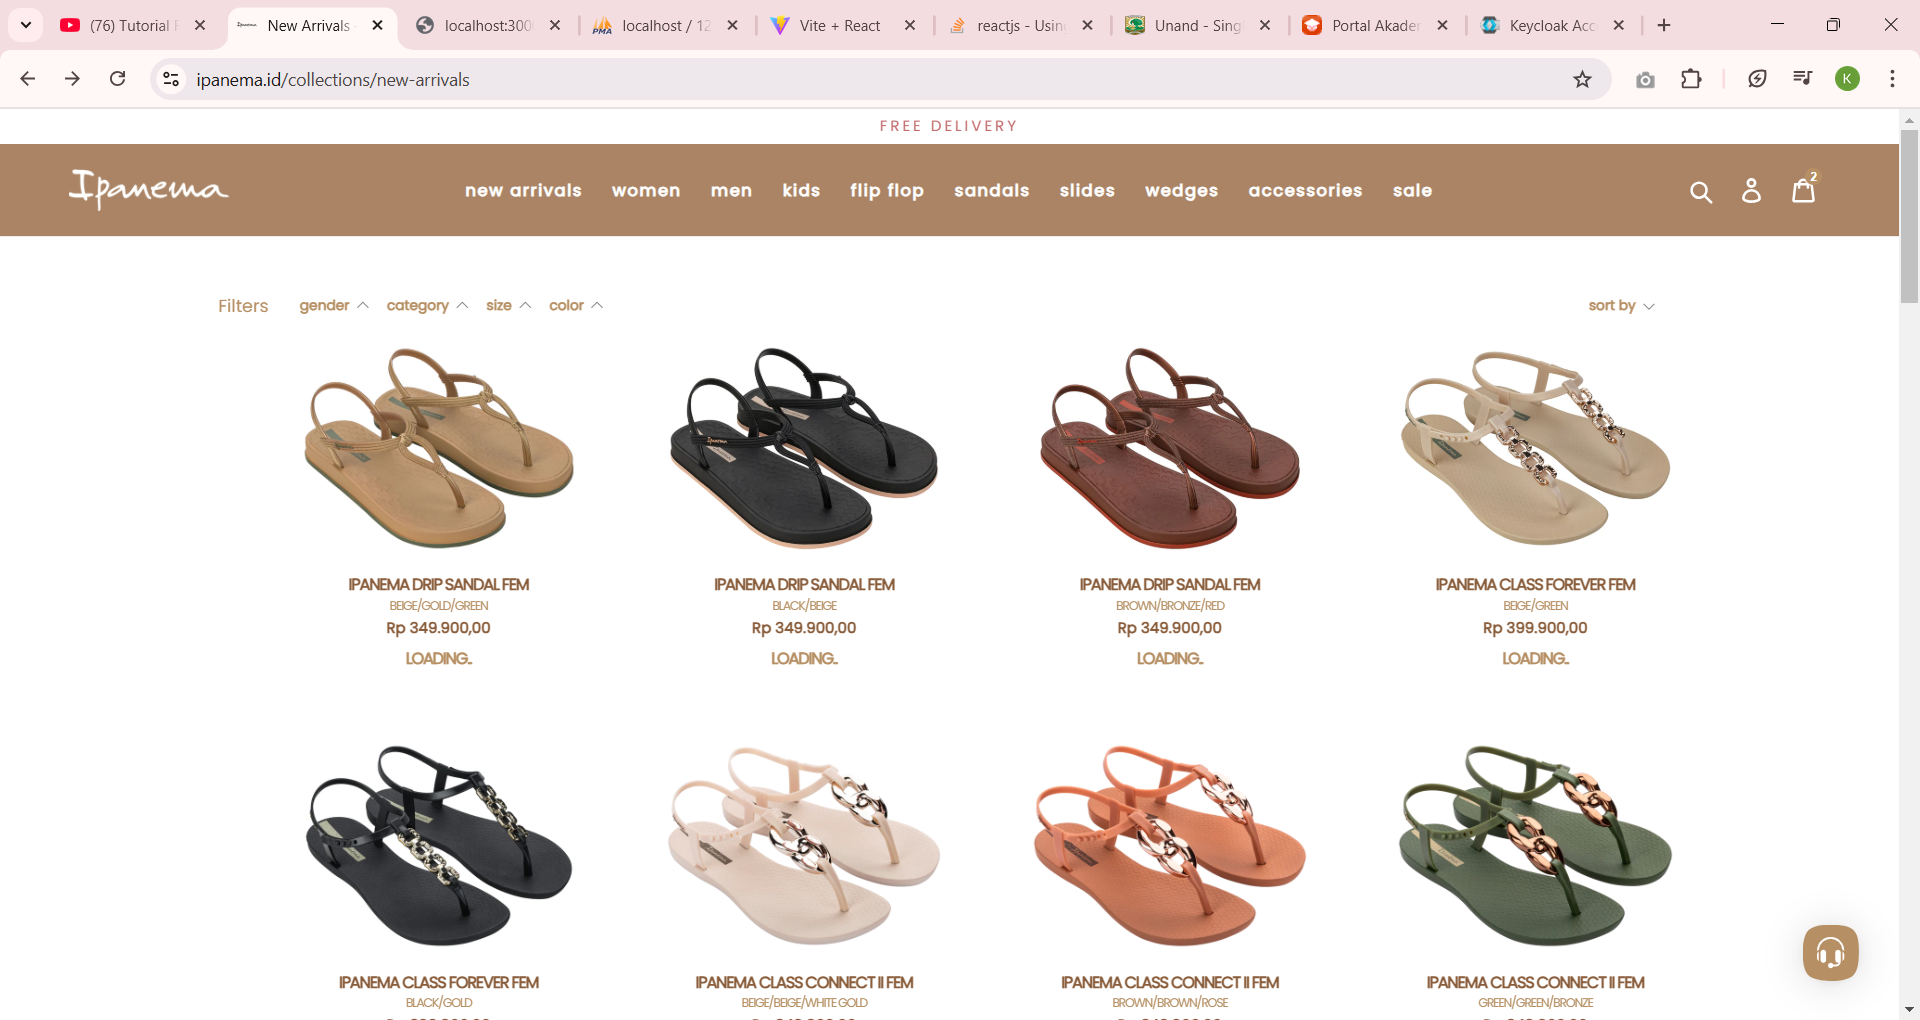 (76) Tutorial
New Arrivals
localhost:300
localhost / 12
Vite + React
reactjs - Using
Unand - Sing
Portal Akader
Keycloak Acc
ipanema.id/collections/new-arrivals
K
FREE DELIVERY
Ipanema
new arrivals women men kids flip flop sandals slides wedges accessories sale
2
Filters gender category size color sort by
IPANEMA DRIP SANDAL FEM
BEIGE/GOLD/GREEN
Rp 349.900,00
LOADING..
IPANEMA DRIP SANDAL FEM
BLACK/BEIGE
Rp 349.900,00
LOADING..
IPANEMA DRIP SANDAL FEM
BROWN/BRONZE/RED
Rp 349.900,00
LOADING..
IPANEMA CLASS FOREVER FEM
BEIGE/GREEN
Rp 399.900,00
LOADING..
IPANEMA CLASS FOREVER FEM
BLACK/GOLD
IPANEMA CLASS CONNECT II FEM
BEIGE/BEIGE/WHITE GOLD
IPANEMA CLASS CONNECT II FEM
BROWN/BROWN/ROSE
IPANEMA CLASS CONNECT II FEM
GREEN/GREEN/BRONZE